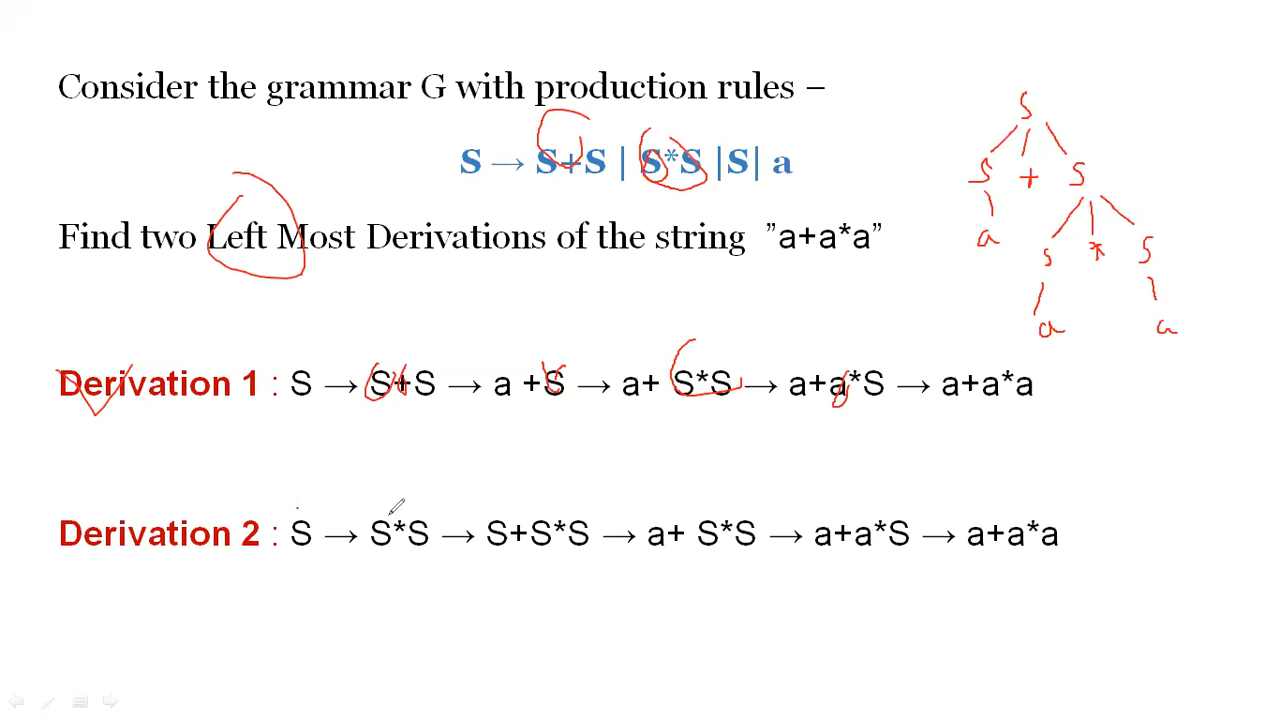 Consider the grammar G with production rules –
S → S+S | S*S |S| a
Find two Left Most Derivations of the string ”a+a*a”
Derivation 1 : S → S+S → a +S → a+ S*S → a+a*S → a+a*a
Derivation 2 : S → S*S → S+S*S → a+ S*S → a+a*S → a+a*a
S
S + S
a S * S
a a